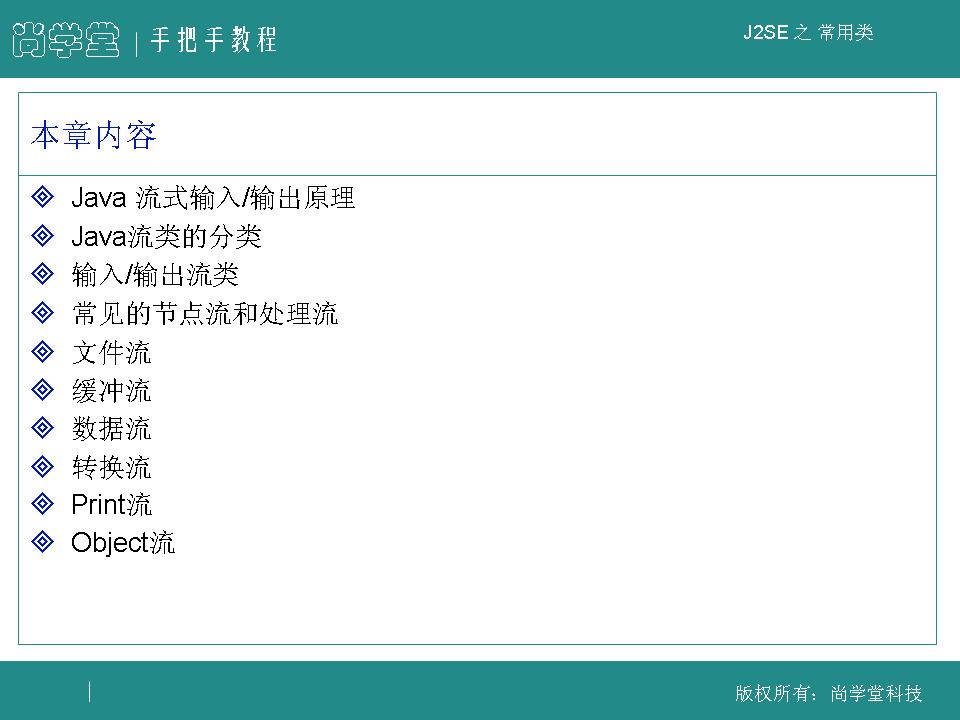 尚学堂 | 手把手教程
J2SE 之 常用类
本章内容
Java 流式输入/输出原理
Java流类的分类
输入/输出流类
常见的节点流和处理流
文件流
缓冲流
数据流
转换流
Print流
Object流
版权所有：尚学堂科技